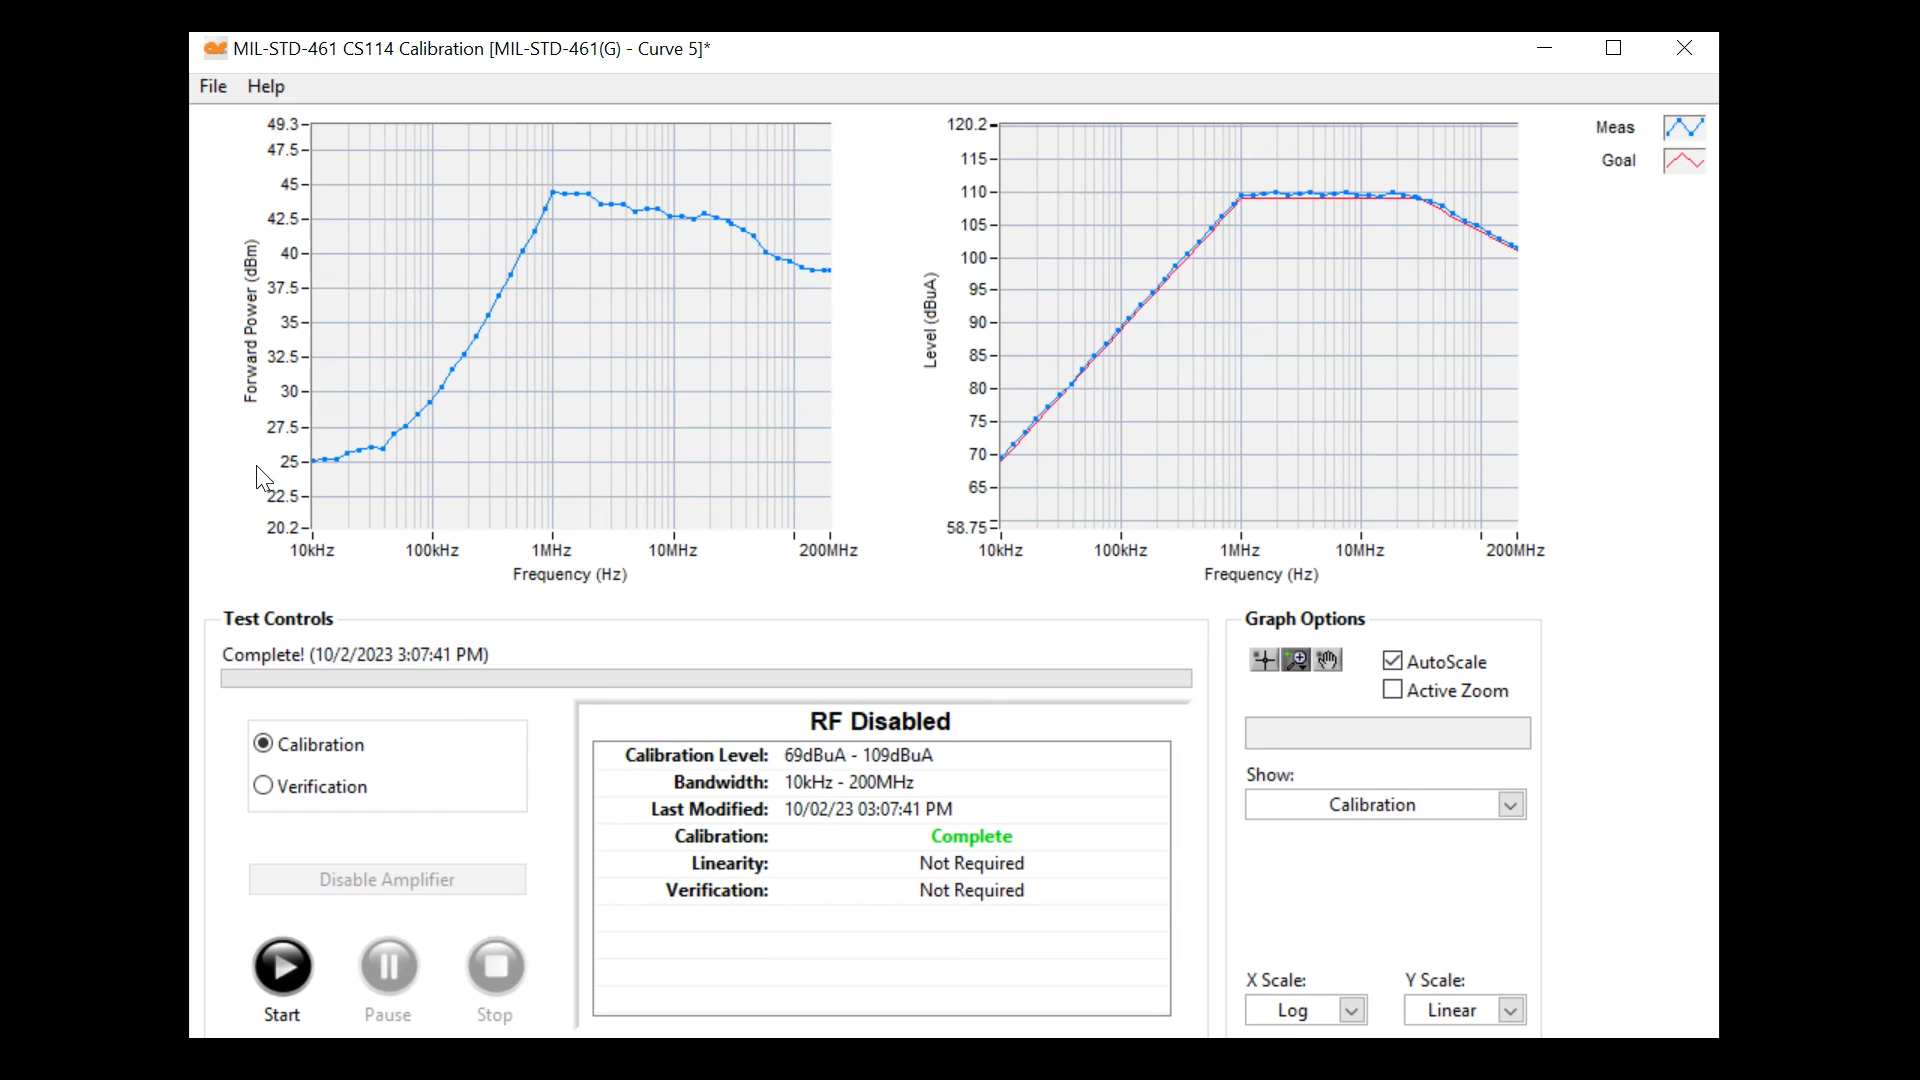 MIL-STD-461 CS114 Calibration [MIL-STD-461(G) - Curve 5]*
File Help
49.3
47.5
45
42.5
40
37.5
35
32.5
30
27.5
25
22.5
20.2
Forward Power (dBm)
10kHz 100kHz 1MHz 10MHz 200MHz
Frequency (Hz)
120.2
115
110
105
100
95
90
85
80
75
70
65
58.75
Level (dBuA)
10kHz 100kHz 1MHz 10MHz 200MHz
Frequency (Hz)
Meas
Goal
Test Controls
Complete! (10/2/2023 3:07:41 PM)
Calibration
Verification
Disable Amplifier
Start Pause Stop
RF Disabled
Calibration Level: 69dBuA - 109dBuA
Bandwidth: 10kHz - 200MHz
Last Modified: 10/02/23 03:07:41 PM
Calibration: Complete
Linearity: Not Required
Verification: Not Required
Graph Options
AutoScale
Active Zoom
Show:
Calibration
X Scale: Y Scale:
Log Linear